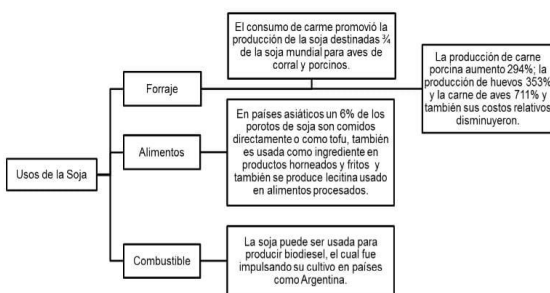 El consumo de carme promovió la
producción de la soja destinadas ¾
de la soja mundial para aves de
corral y porcinos.
La producción de carne
porcina aumento 294%; la
producción de huevos 353%
y la carne de aves 711% y
también sus costos relativos
disminuyeron.
Forraje
En países asiáticos un 6% de los
porotos de soja son comidos
directamente o como tofu, también
es usada como ingrediente en
productos horneados y fritos y
también se produce lecitina usado
en alimentos procesados.
Alimentos
Usos de la Soja
La soja puede ser usada para
producir biodiesel, el cual fue
impulsando su cultivo en países
como Argentina.
Combustible